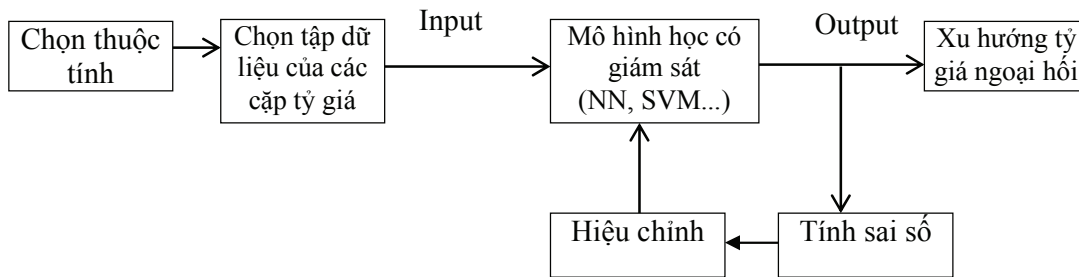 Chọn thuộc
tính
Chọn tập dữ
liệu của các
cặp tỷ giá
Input
Mô hình học có
giám sát
(NN, SVM...)
Output
Xu hướng tỷ
giá ngoại hối
Hiệu chỉnh
Tính sai số